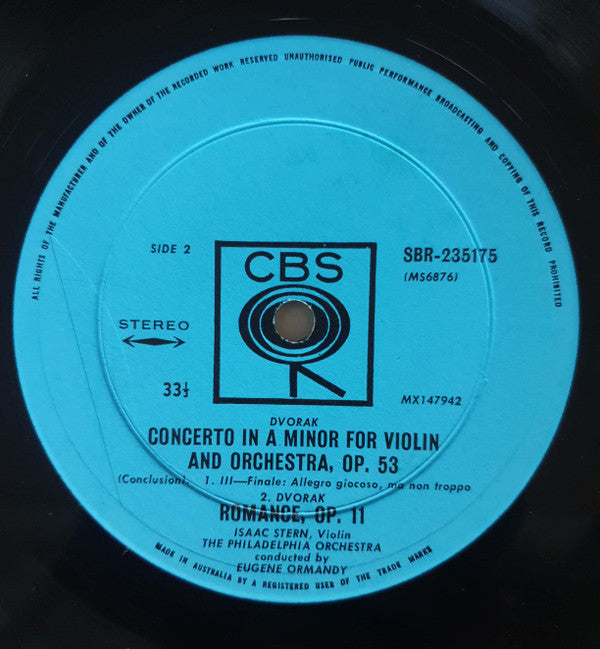 ALL RIGHTS OF THE MANUFACTURER AND OF THE OWNER OF THE RECORDED WORK RESERVED UNAUTHORISED PUBLIC PERFORMANCE BROADCASTING AND COPYING OF THIS RECORD PROHIBITED
SIDE 2
CBS
SBR-235175
(MS6876)
STEREO
33⅓
MX147942
DVORAK
CONCERTO IN A MINOR FOR VIOLIN
AND ORCHESTRA, OP. 53
(Conclusion). 1. III—Finale: Allegro giocoso, ma non troppo
2. DVORAK
ROMANCE, OP. 11
ISAAC STERN, Violin
THE PHILADELPHIA ORCHESTRA
conducted by
EUGENE ORMANDY
MADE IN AUSTRALIA BY A REGISTERED USER OF THE TRADE MARKS